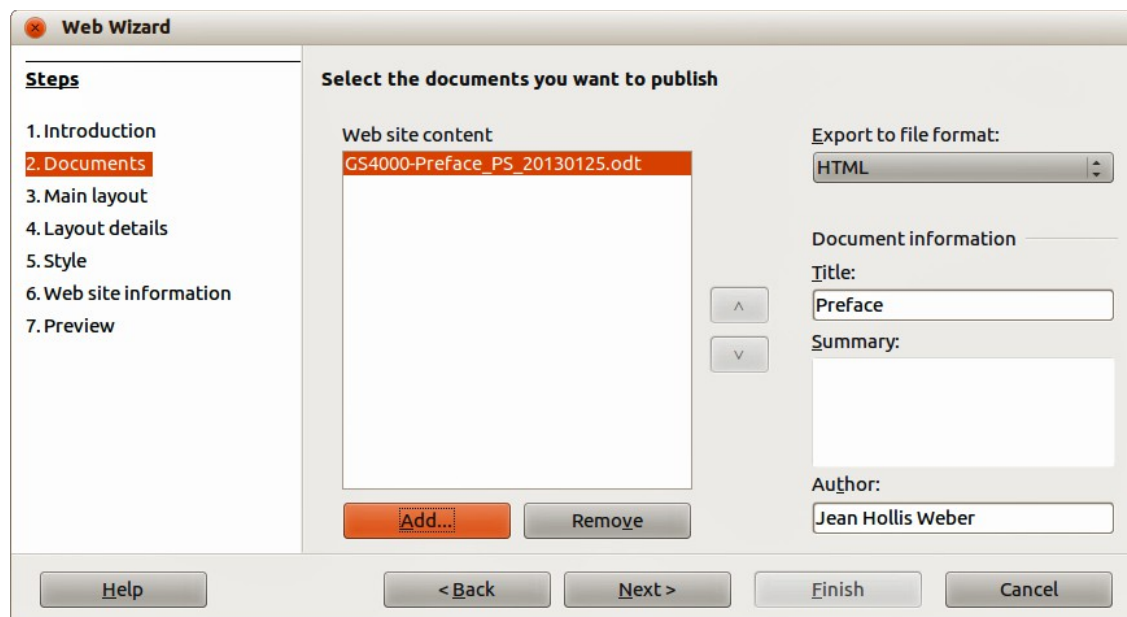 Web Wizard
Steps
1. Introduction
2. Documents
3. Main layout
4. Layout details
5. Style
6. Web site information
7. Preview
Select the documents you want to publish
Web site content
GS4000-Preface_PS_20130125.odt
Add...
Remove
˄
˅
Export to file format:
HTML
Document information
Title:
Preface
Summary:
Author:
Jean Hollis Weber
Help
< Back
Next >
Finish
Cancel